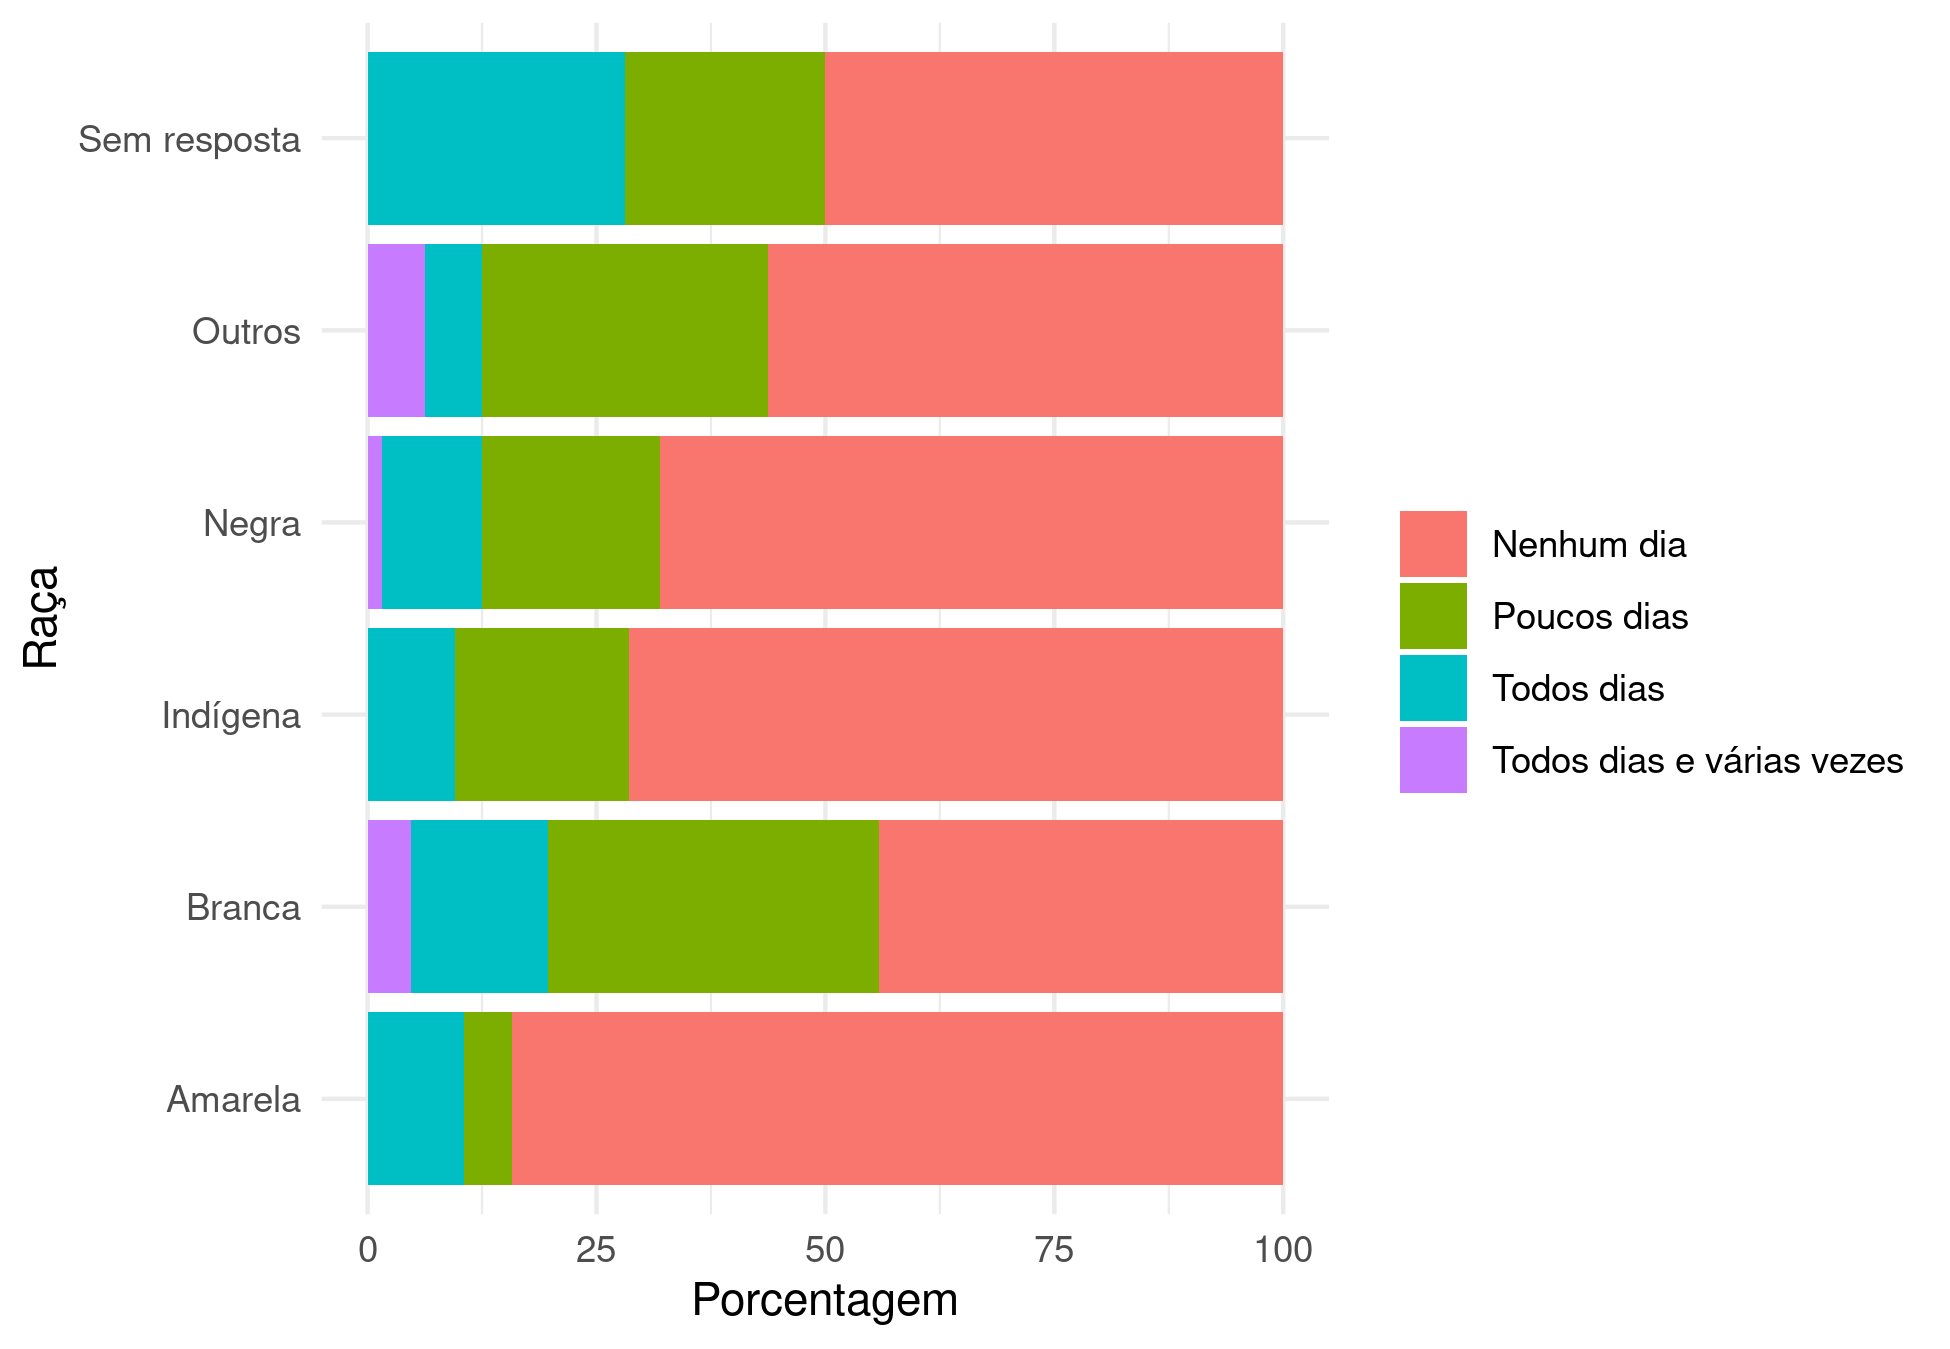 Sem resposta
Outros
Negra
Indígena
Branca
Amarela
Raça
0 25 50 75 100
Porcentagem
Nenhum dia
Poucos dias
Todos dias
Todos dias e várias vezes